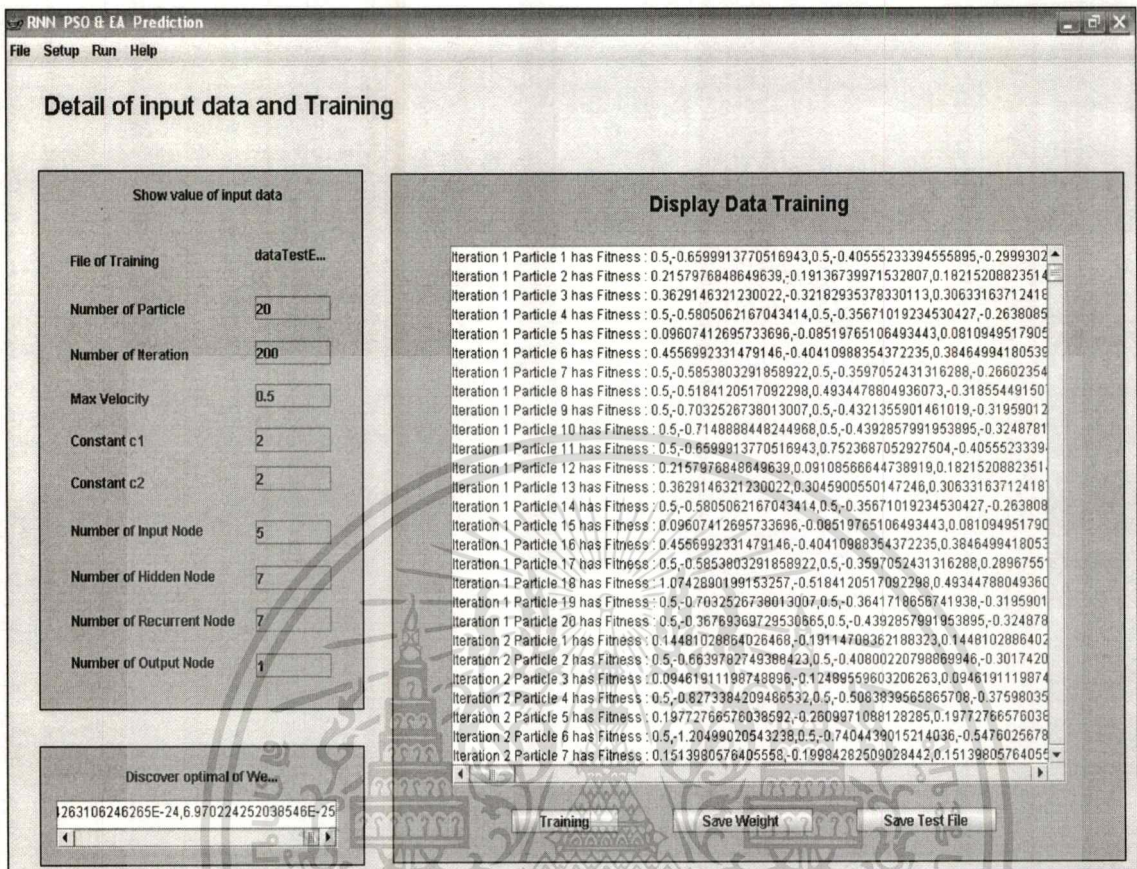 RNN PSO & EA Prediction
File Setup Run Help
Detail of input data and Training
Show value of input data
File of Training dataTestE...
Number of Particle 20
Number of Iteration 200
Max Velocity 0.5
Constant c1 2
Constant c2 2
Number of Input Node 5
Number of Hidden Node 7
Number of Recurrent Node 7
Number of Output Node 1
Discover optimal of We...
4263106246265E-24,6.970224252038546E-25
Display Data Training
Iteration 1 Particle 1 has Fitness : 0.5,-0.6599913770516943,0.5,-0.40555233394555895,-0.2999302
Iteration 1 Particle 2 has Fitness : 0.2157976848649639,-0.19136739971532807,0.18215208823514
Iteration 1 Particle 3 has Fitness : 0.3629146321230022,-0.32182935378330113,0.30633163712418
Iteration 1 Particle 4 has Fitness : 0.5,-0.5805062167043414,0.5,-0.35671019234530427,-0.2638085
Iteration 1 Particle 5 has Fitness : 0.09607412695733696,-0.08519765106493443,0.0810949517905
Iteration 1 Particle 6 has Fitness : 0.4556992331479146,-0.40410988354372235,0.38464994180539
Iteration 1 Particle 7 has Fitness : 0.5,-0.5853803291858922,0.5,-0.3597052431316288,-0.26602354
Iteration 1 Particle 8 has Fitness : 0.5,-0.5184120517092298,0.4934478804936073,-0.318554491507
Iteration 1 Particle 9 has Fitness : 0.5,-0.7032526738013007,0.5,-0.4321355901461019,-0.31959012
Iteration 1 Particle 10 has Fitness : 0.5,-0.7148888448244968,0.5,-0.4392857991953895,-0.3248781
Iteration 1 Particle 11 has Fitness : 0.5,-0.6599913770516943,0.7523687052927504,-0.4055523339
Iteration 1 Particle 12 has Fitness : 0.2157976848649639,0.09108566644738919,0.1821520882351
Iteration 1 Particle 13 has Fitness : 0.3629146321230022,0.3045900550147246,0.30633163712418
Iteration 1 Particle 14 has Fitness : 0.5,-0.5805062167043414,0.5,-0.35671019234530427,-0.263808
Iteration 1 Particle 15 has Fitness : 0.09607412695733696,-0.08519765106493443,0.081094951790
Iteration 1 Particle 16 has Fitness : 0.4556992331479146,-0.40410988354372235,0.3846499418053
Iteration 1 Particle 17 has Fitness : 0.5,-0.5853803291858922,0.5,-0.3597052431316288,0.28967551
Iteration 1 Particle 18 has Fitness : 1.0742890199153257,-0.5184120517092298,0.49344788049360
Iteration 1 Particle 19 has Fitness : 0.5,-0.7032526738013007,0.5,-0.3641718656741938,-0.3195901
Iteration 1 Particle 20 has Fitness : 0.5,-0.36769369729530665,0.5,-0.4392857991953895,-0.324878
Iteration 2 Particle 1 has Fitness : 0.14481028864026468,-0.19114708362188323,0.1448102886402
Iteration 2 Particle 2 has Fitness : 0.5,-0.6639782749388423,0.5,-0.40800220798869946,-0.3017420
Iteration 2 Particle 3 has Fitness : 0.09461911198748896,-0.12489559603206263,0.0946191119874
Iteration 2 Particle 4 has Fitness : 0.5,-0.8273384209486532,0.5,-0.5083839565865708,-0.37598035
Iteration 2 Particle 5 has Fitness : 0.19772766576038592,-0.2609971088128285,0.19772766576038
Iteration 2 Particle 6 has Fitness : 0.5,-1.20499020543238,0.5,-0.7404439015214036,-0.5476025678
Iteration 2 Particle 7 has Fitness : 0.1513980576405558,-0.19984282509028442,0.15139805764055
Training Save Weight Save Test File